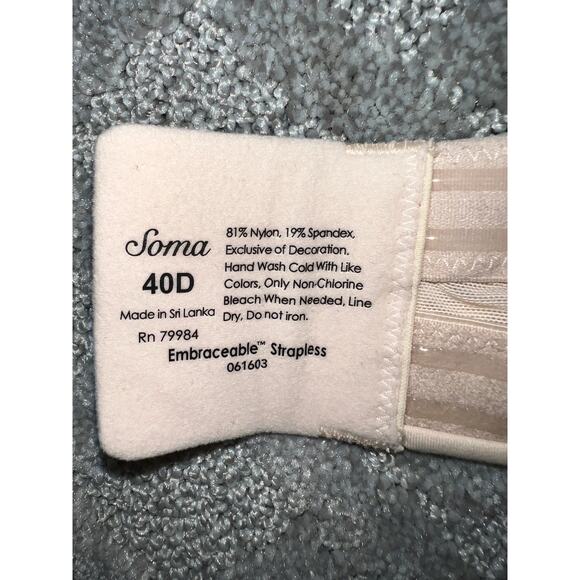 Soma
40D
Made in Sri Lanka
Rn 79984
81% Nylon, 19% Spandex,
Exclusive of Decoration.
Hand Wash Cold With Like
Colors, Only Non-Chlorine
Bleach When Needed, Line
Dry, Do not iron.
Embraceable™ Strapless
061603